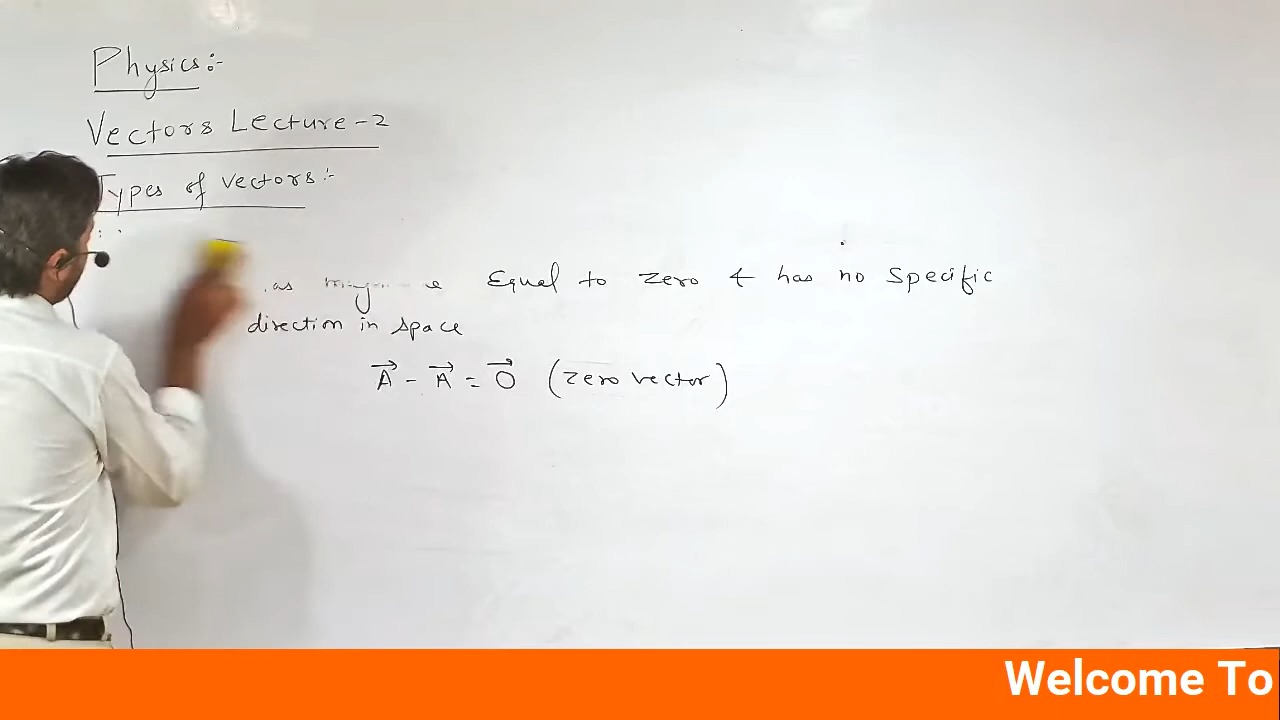 Physics:-
Vectors Lecture-2
Types of vectors:-
Equal to zero & has no specific
direction in space
A⃗ - A⃗ = 0⃗ (zero vector)
Welcome To